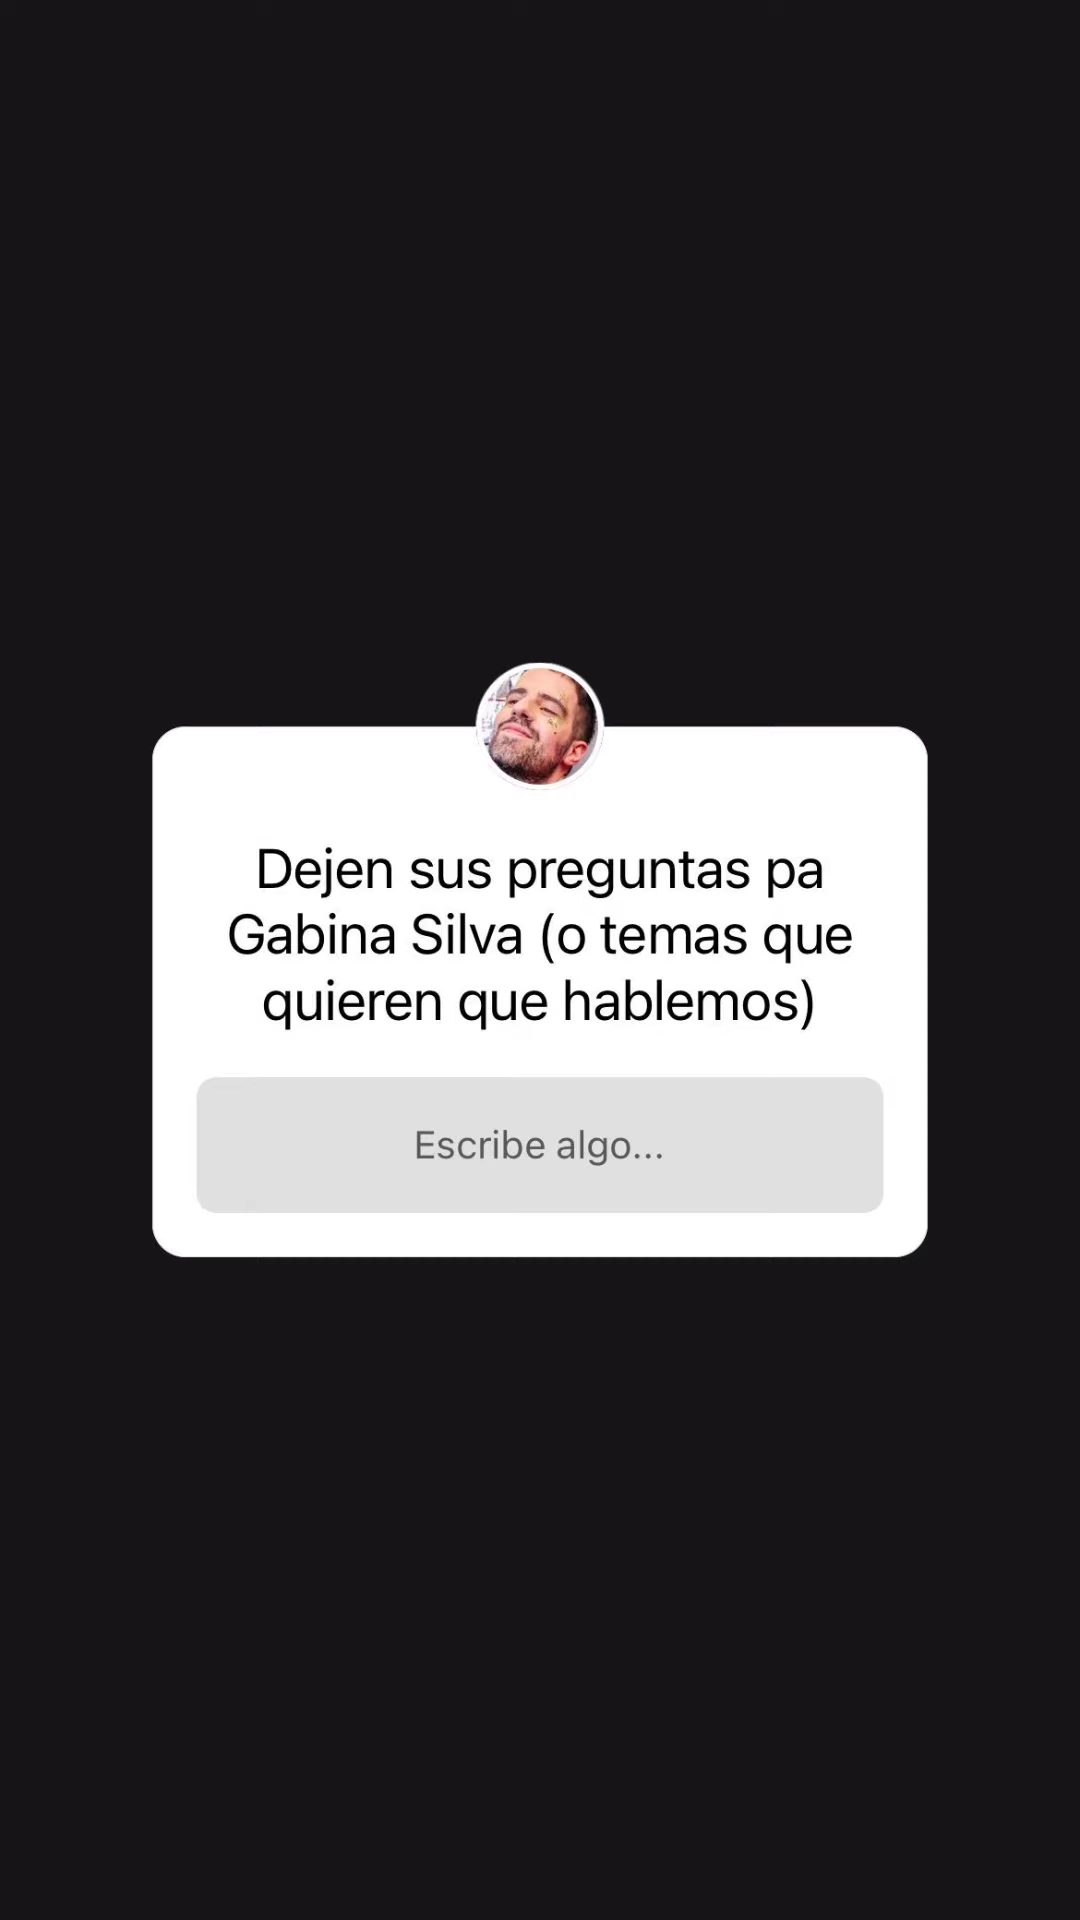 Dejen sus preguntas pa
Gabina Silva (o temas que
quieren que hablemos)
Escribe algo...